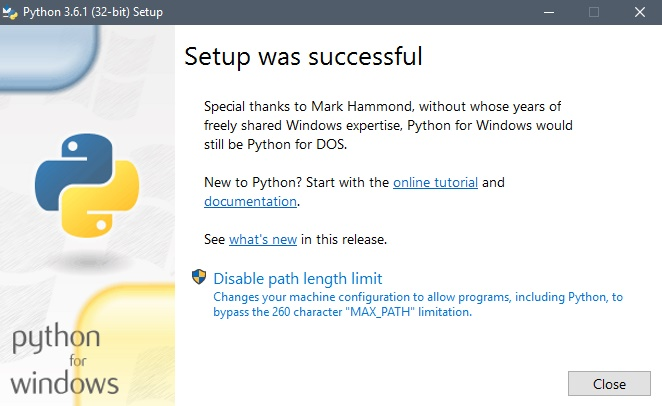 Python 3.6.1 (32-bit) Setup
Setup was successful
Special thanks to Mark Hammond, without whose years of
freely shared Windows expertise, Python for Windows would
still be Python for DOS.
New to Python? Start with the online tutorial and
documentation.
See what's new in this release.
Disable path length limit
Changes your machine configuration to allow programs, including Python, to
bypass the 260 character "MAX_PATH" limitation.
python
for
windows
Close